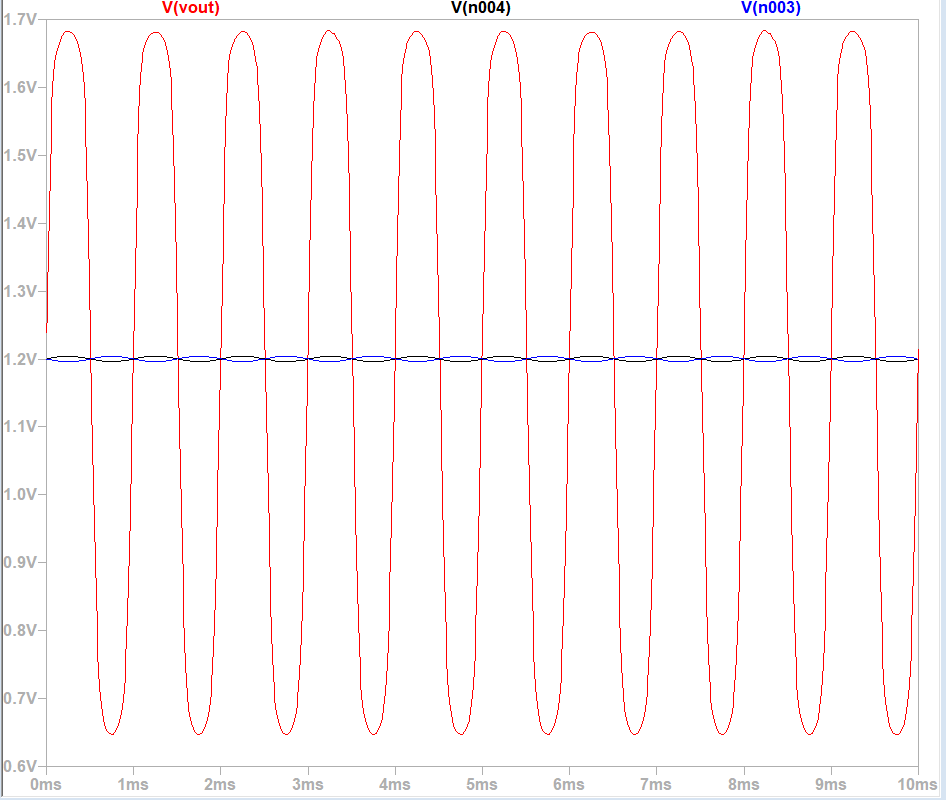 V(vout) V(n004) V(n003)
1.7V
1.6V
1.5V
1.4V
1.3V
1.2V
1.1V
1.0V
0.9V
0.8V
0.7V
0.6V
0ms 1ms 2ms 3ms 4ms 5ms 6ms 7ms 8ms 9ms 10ms